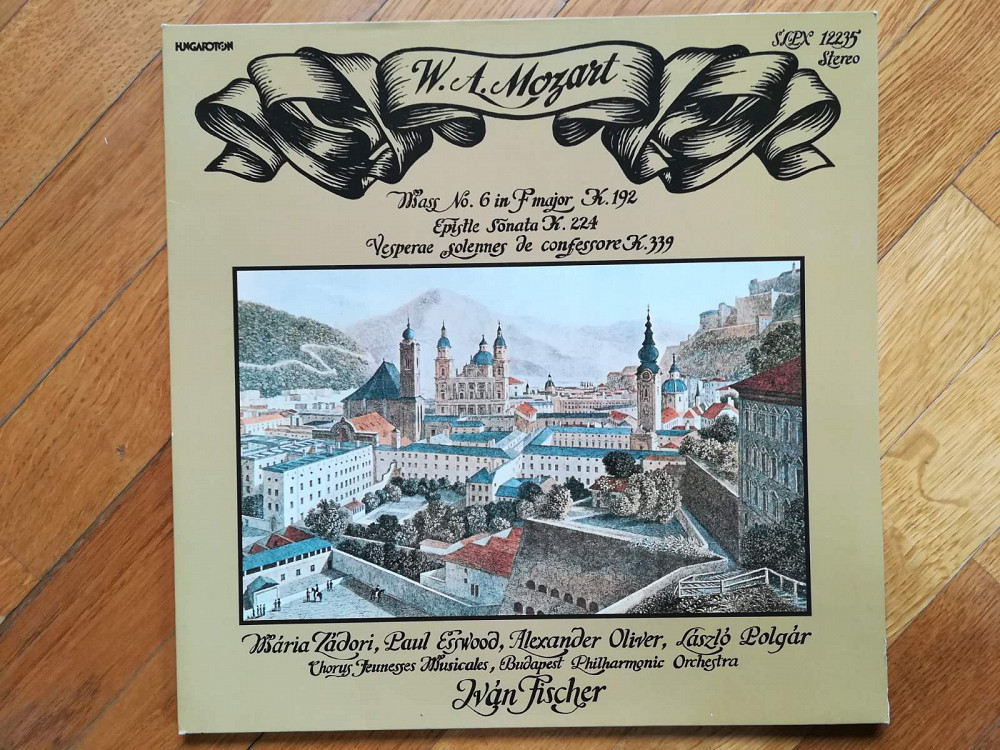 HUNGAROTON
SLPX 12235
Stereo
W. A. Mozart
Mass No. 6 in F major K. 192
Epistle Sonata K. 224
Vesperae solennes de confessore K. 339
Mária Zádori, Paul Esswood, Alexander Oliver, László Polgár
Chorus Jeunesses Musicales, Budapest Philharmonic Orchestra
Iván Fischer